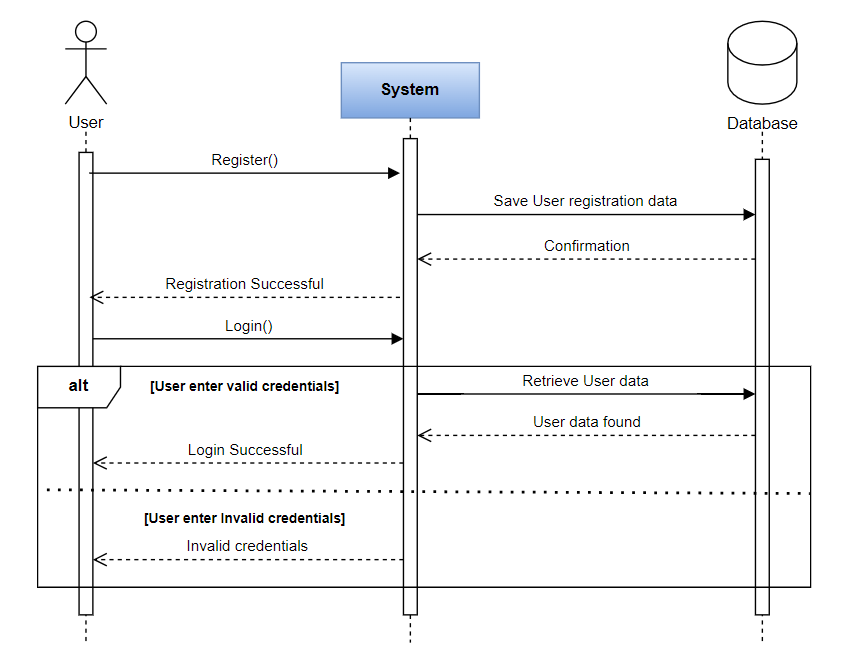 User
System
Database
Register()
Save User registration data
Confirmation
Registration Successful
Login()
alt
[User enter valid credentials]
Retrieve User data
User data found
Login Successful
[User enter Invalid credentials]
Invalid credentials